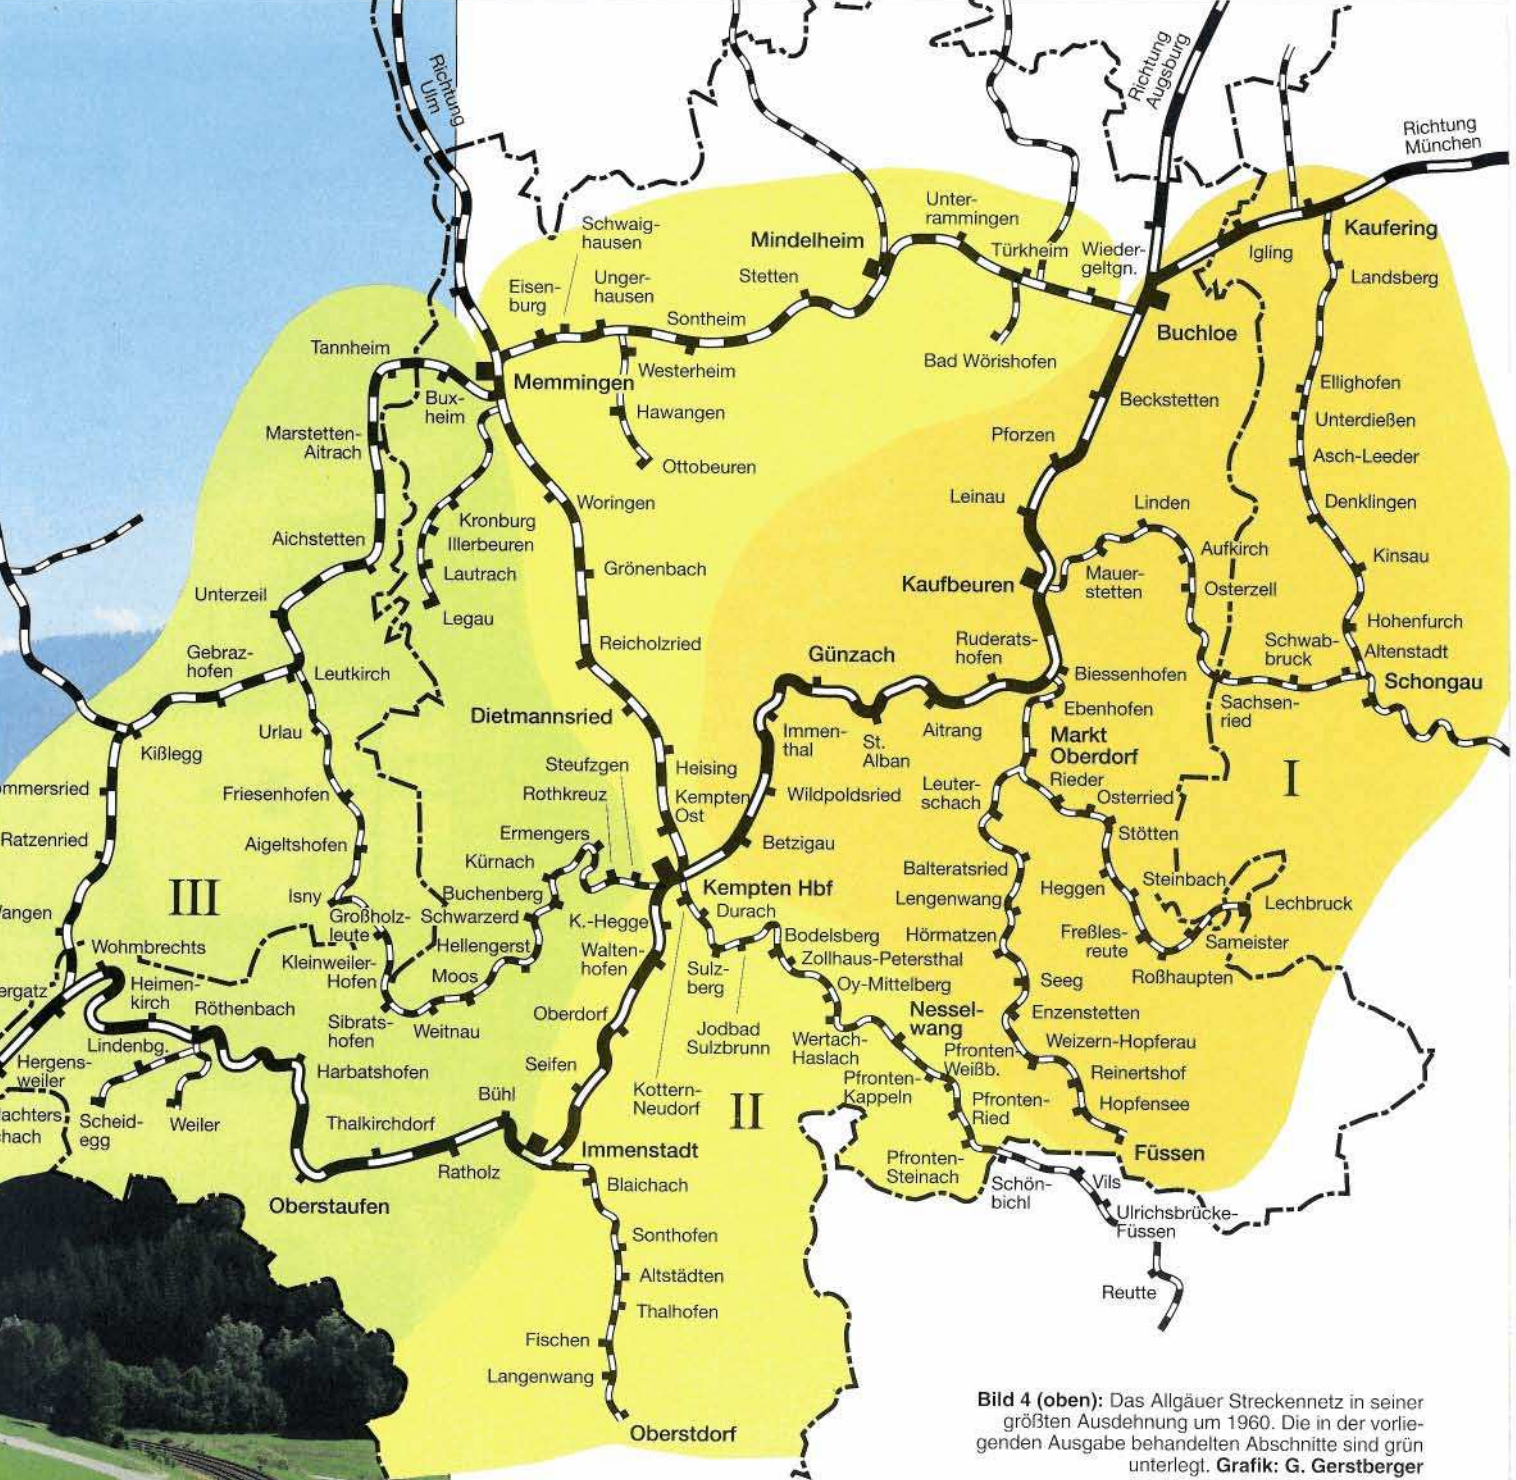 Richtung
Ulm
Richtung
Augsburg
Richtung
München
Schwaig-
hausen
Unter-
rammingen
Mindelheim
Türkheim
Wieder-
geltgn.
Igling
Kaufering
Eisen-
burg
Unger-
hausen
Stetten
Landsberg
Sontheim
Buchloe
Tannheim
Westerheim
Bad Wörishofen
Memmingen
Bux-
heim
Hawangen
Beckstetten
Ellighofen
Unterdießen
Marstetten-
Aitrach
Pforzen
Asch-Leeder
Ottobeuren
Woringen
Leinau
Linden
Denklingen
Kronburg
Illerbeuren
Aichstetten
Aufkirch
Kinsau
Lautrach
Grönenbach
Kaufbeuren
Mauer-
stetten
Osterzell
Unterzeil
Legau
Hohenfurch
Gebraz-
hofen
Reicholzried
Günzach
Ruderats-
hofen
Schwab-
bruck
Altenstadt
Leutkirch
Biessenhofen
Schongau
Dietmannsried
Ebenhofen
Sachsen-
ried
Urlau
Immen-
thal
St.
Alban
Aitrang
Markt
Oberdorf
Kißlegg
Steufzgen
Heising
Rieder
I
Friesenhofen
Rothkreuz
Kempten
Ost
Wildpoldsried
Leuter-
schach
Osterried
Ratzenried
Aigeltshofen
Ermengers
Betzigau
Stötten
Kürnach
Balteratsried
III
Isny
Buchenberg
Kempten Hbf
Heggen
Steinbach
Lengenwang
Lechbruck
Großholz-
leute
Schwarzerd
K.-Hegge
Durach
Wohmbrechts
Hellengerst
Walten-
hofen
Bodelsberg
Hörmatzen
Freßles-
reute
Sameister
Kleinweiler-
Hofen
Moos
Sulz-
berg
Zollhaus-Petersthal
Roßhaupten
Heimen-
kirch
Oy-Mittelberg
Seeg
Röthenbach
Oberdorf
Nessel-
wang
Enzenstetten
Sibrats-
hofen
Weitnau
Jodbad
Sulzbrunn
Wertach-
Haslach
Weizern-Hopferau
Lindenbg.
Pfronten-
Weißb.
Hergens-
weiler
Harbatshofen
Seifen
Pfronten-
Kappeln
Reinertshof
Bühl
Kottern-
Neudorf
II
Pfronten-
Ried
Hopfensee
Scheid-
egg
Weiler
Thalkirchdorf
Immenstadt
Füssen
Ratholz
Pfronten-
Steinach
Schön-
bichl
Vils
Oberstaufen
Blaichach
Ulrichsbrücke-
Füssen
Sonthofen
Altstädten
Reutte
Thalhofen
Fischen
Langenwang
Oberstdorf
Bild 4 (oben): Das Allgäuer Streckennetz in seiner
größten Ausdehnung um 1960. Die in der vorlie-
genden Ausgabe behandelten Abschnitte sind grün
unterlegt. Grafik: G. Gerstberger